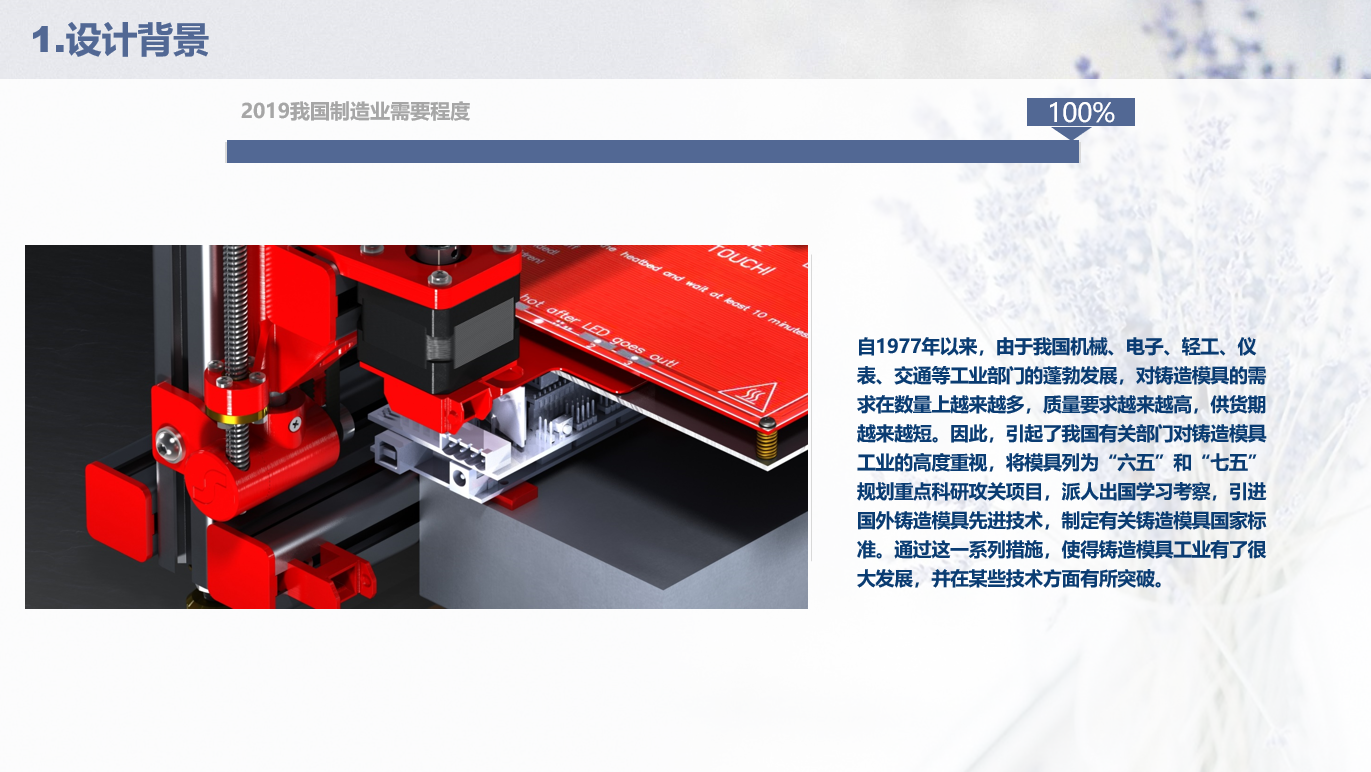 1.设计背景
2019我国制造业需要程度
100%
TOUCH!
the heatbed and wait at least 10 minutes
hot after LED goes out!
2
3
自1977年以来，由于我国机械、电子、轻工、仪
表、交通等工业部门的蓬勃发展，对铸造模具的需
求在数量上越来越多，质量要求越来越高，供货期
越来越短。因此，引起了我国有关部门对铸造模具
工业的高度重视，将模具列为“六五”和“七五”
规划重点科研攻关项目，派人出国学习考察，引进
国外铸造模具先进技术，制定有关铸造模具国家标
准。通过这一系列措施，使得铸造模具工业有了很
大发展，并在某些技术方面有所突破。